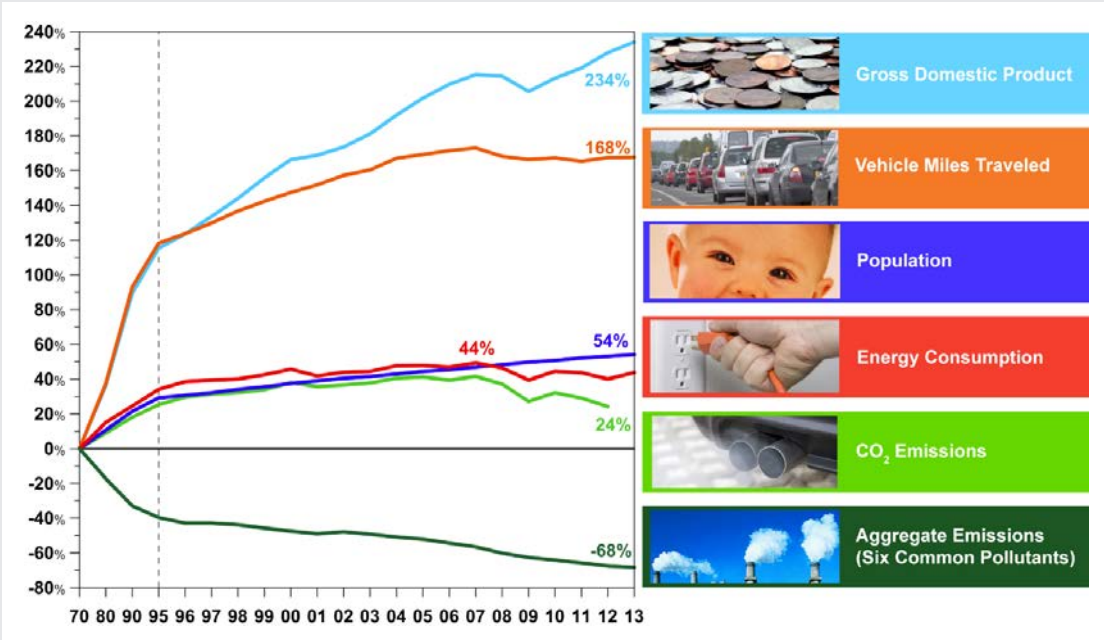 240%
220%
200%
180%
160%
140%
120%
100%
80%
60%
40%
20%
0%
-20%
-40%
-60%
-80%
70 80 90 95 96 97 98 99 00 01 02 03 04 05 06 07 08 09 10 11 12 13
234%
168%
44%
54%
24%
-68%
Gross Domestic Product
Vehicle Miles Traveled
Population
Energy Consumption
CO₂ Emissions
Aggregate Emissions
(Six Common Pollutants)